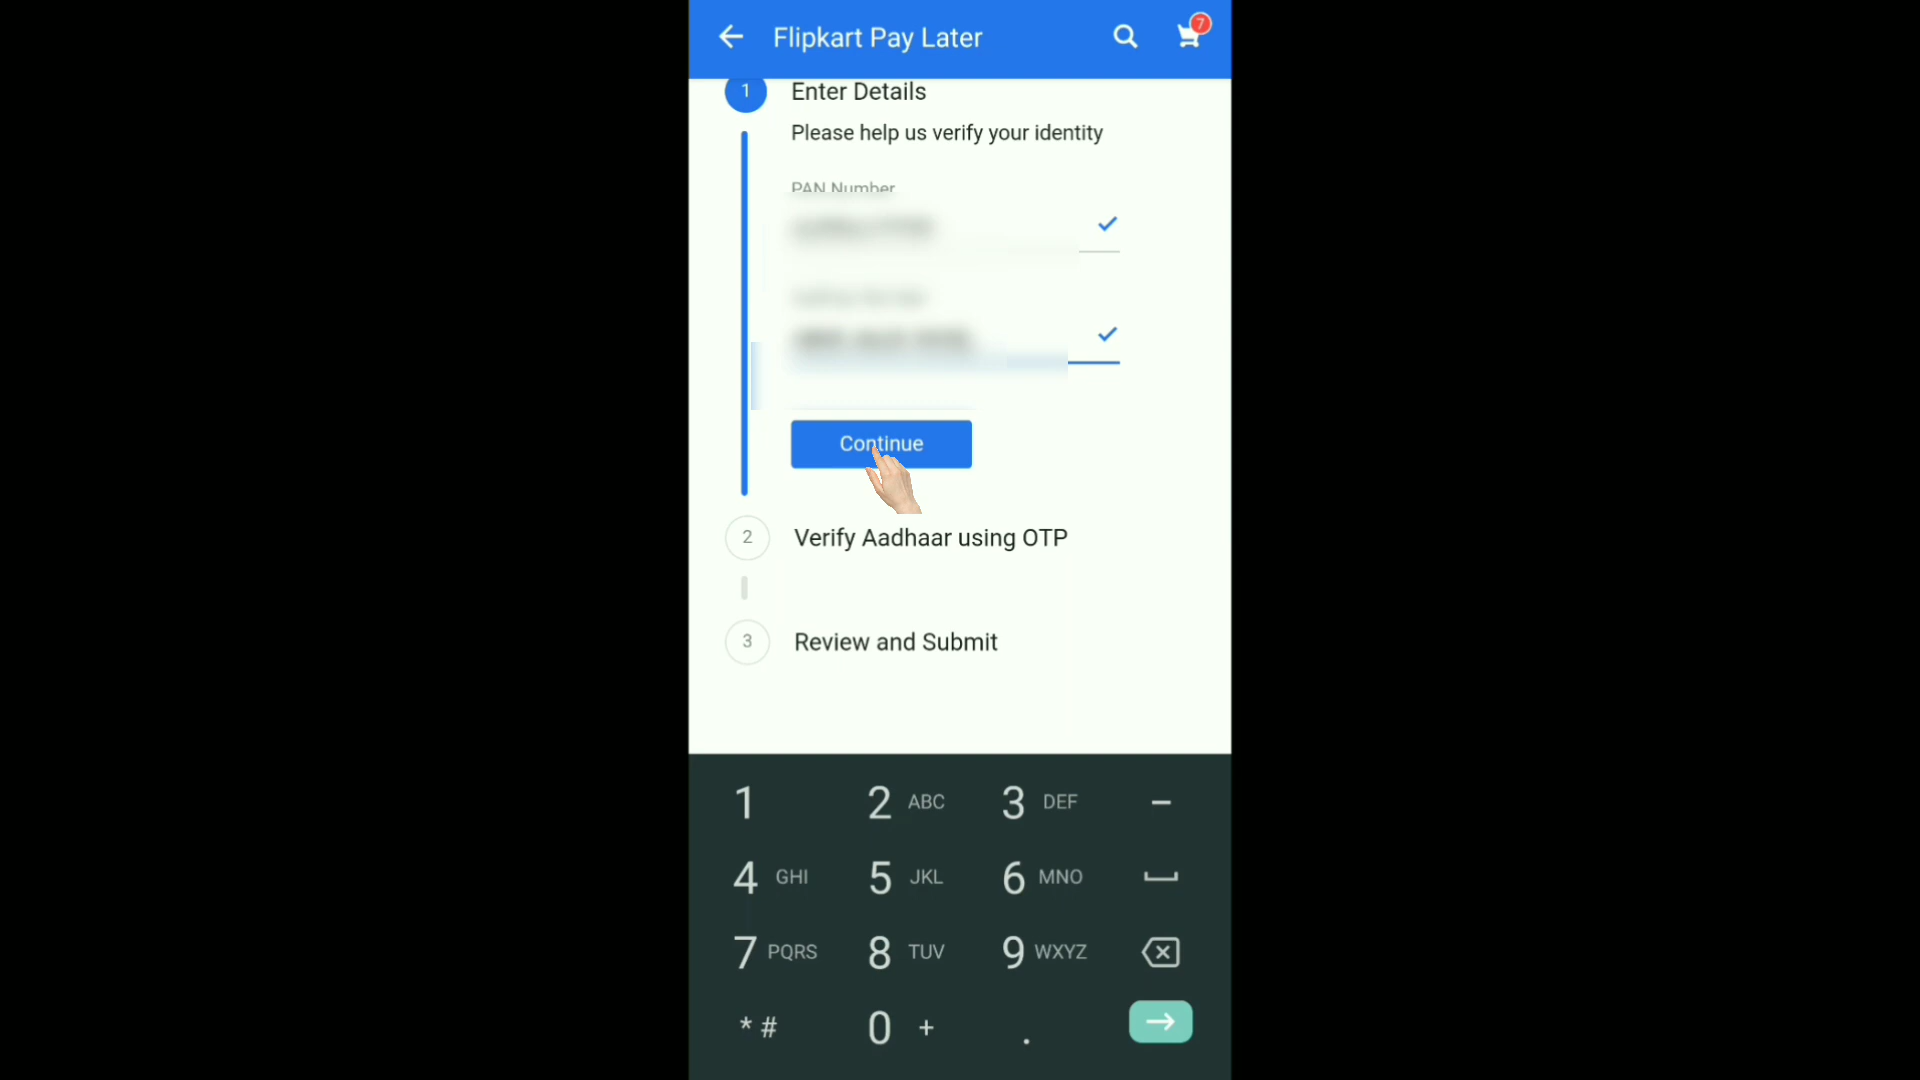 Flipkart Pay Later
7
1
Enter Details
Please help us verify your identity
PAN Number
Continue
2
Verify Aadhaar using OTP
3
Review and Submit
1
2 ABC
3 DEF
-
4 GHI
5 JKL
6 MNO
7 PQRS
8 TUV
9 WXYZ
* #
0 +
.